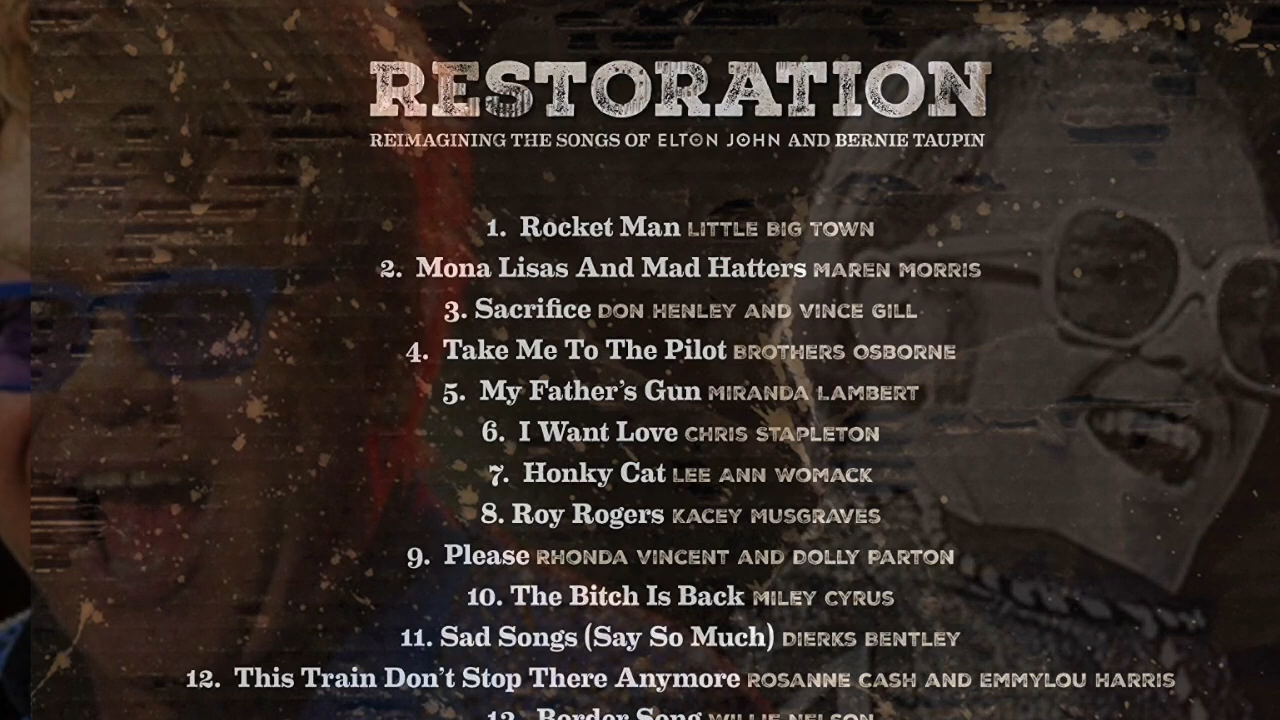 RESTORATION
REIMAGINING THE SONGS OF ELTON JOHN AND BERNIE TAUPIN
1. Rocket Man LITTLE BIG TOWN
2. Mona Lisas And Mad Hatters MAREN MORRIS
3. Sacrifice DON HENLEY AND VINCE GILL
4. Take Me To The Pilot BROTHERS OSBORNE
5. My Father’s Gun MIRANDA LAMBERT
6. I Want Love CHRIS STAPLETON
7. Honky Cat LEE ANN WOMACK
8. Roy Rogers KACEY MUSGRAVES
9. Please RHONDA VINCENT AND DOLLY PARTON
10. The Bitch Is Back MILEY CYRUS
11. Sad Songs (Say So Much) DIERKS BENTLEY
12. This Train Don’t Stop There Anymore ROSANNE CASH AND EMMYLOU HARRIS
13. Border Song WILLIE NELSON